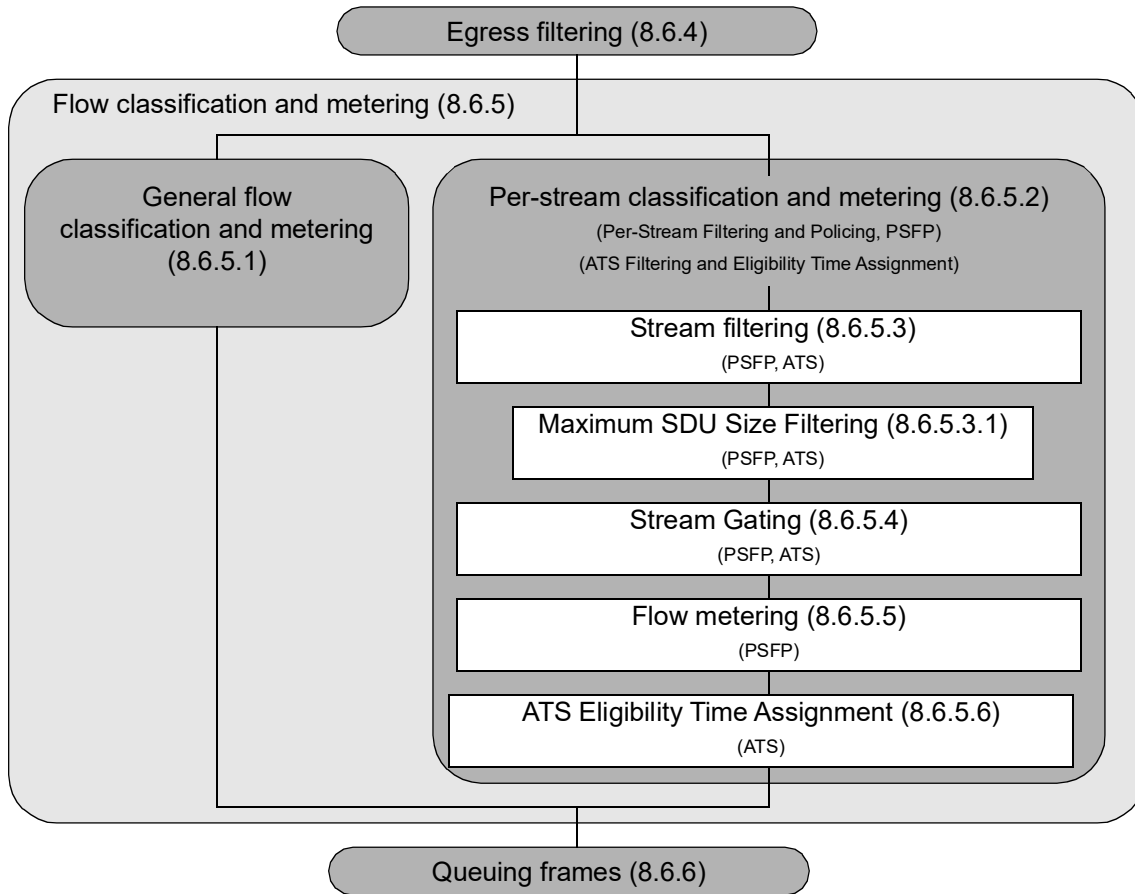 Egress filtering (8.6.4)
Flow classification and metering (8.6.5)
General flow
classification and metering
(8.6.5.1)
Per-stream classification and metering (8.6.5.2)
(Per-Stream Filtering and Policing, PSFP)
(ATS Filtering and Eligibility Time Assignment)
Stream filtering (8.6.5.3)
(PSFP, ATS)
Maximum SDU Size Filtering (8.6.5.3.1)
(PSFP, ATS)
Stream Gating (8.6.5.4)
(PSFP, ATS)
Flow metering (8.6.5.5)
(PSFP)
ATS Eligibility Time Assignment (8.6.5.6)
(ATS)
Queuing frames (8.6.6)